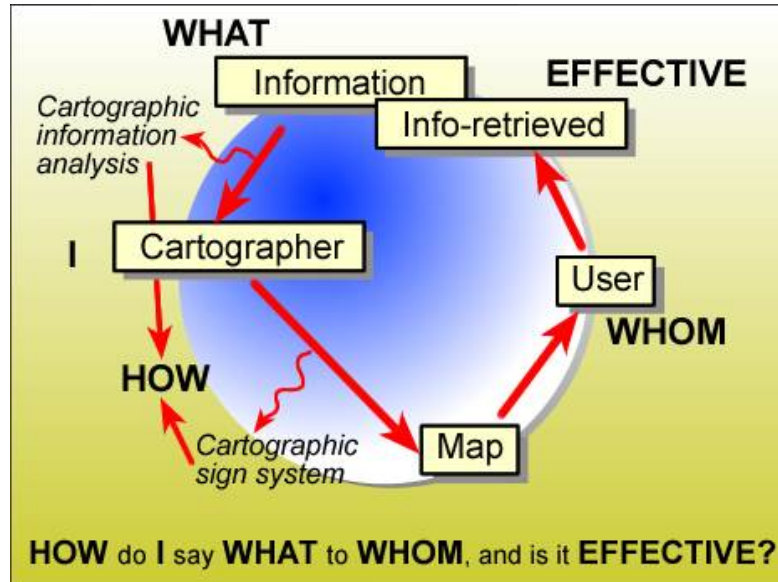 WHAT
Information
EFFECTIVE
Info-retrieved
Cartographic
information
analysis
I
Cartographer
User
WHOM
HOW
Map
Cartographic
sign system
HOW do I say WHAT to WHOM, and is it EFFECTIVE?